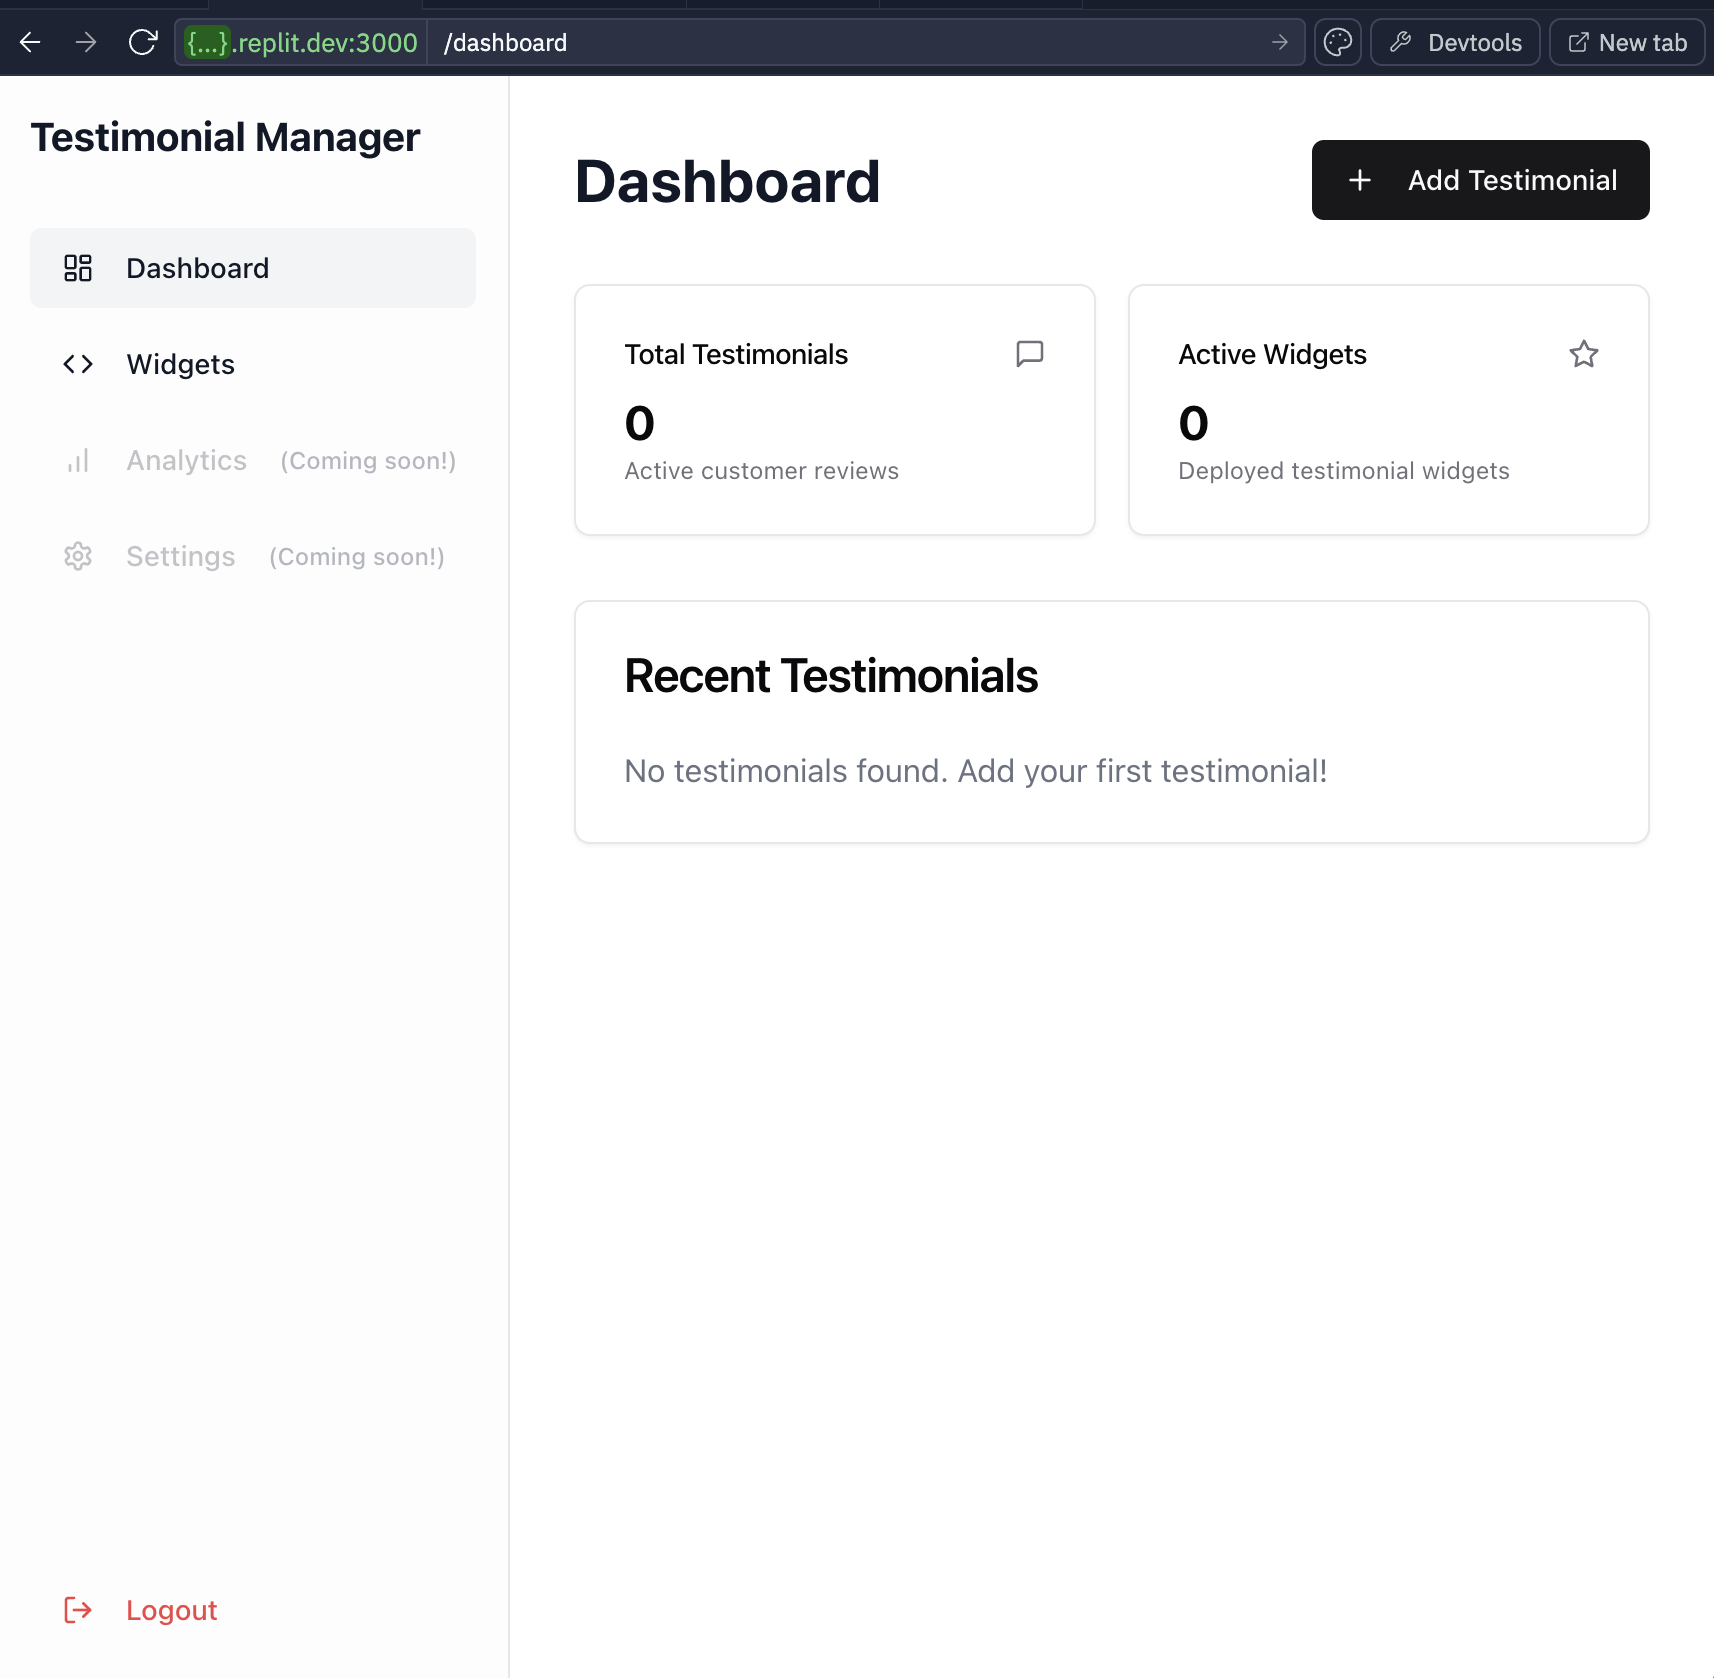 {...}.replit.dev:3000 /dashboard Devtools New tab
Testimonial Manager
Dashboard
Widgets
Analytics (Coming soon!)
Settings (Coming soon!)
Logout
Dashboard
+ Add Testimonial
Total Testimonials
0
Active customer reviews
Active Widgets
0
Deployed testimonial widgets
Recent Testimonials
No testimonials found. Add your first testimonial!